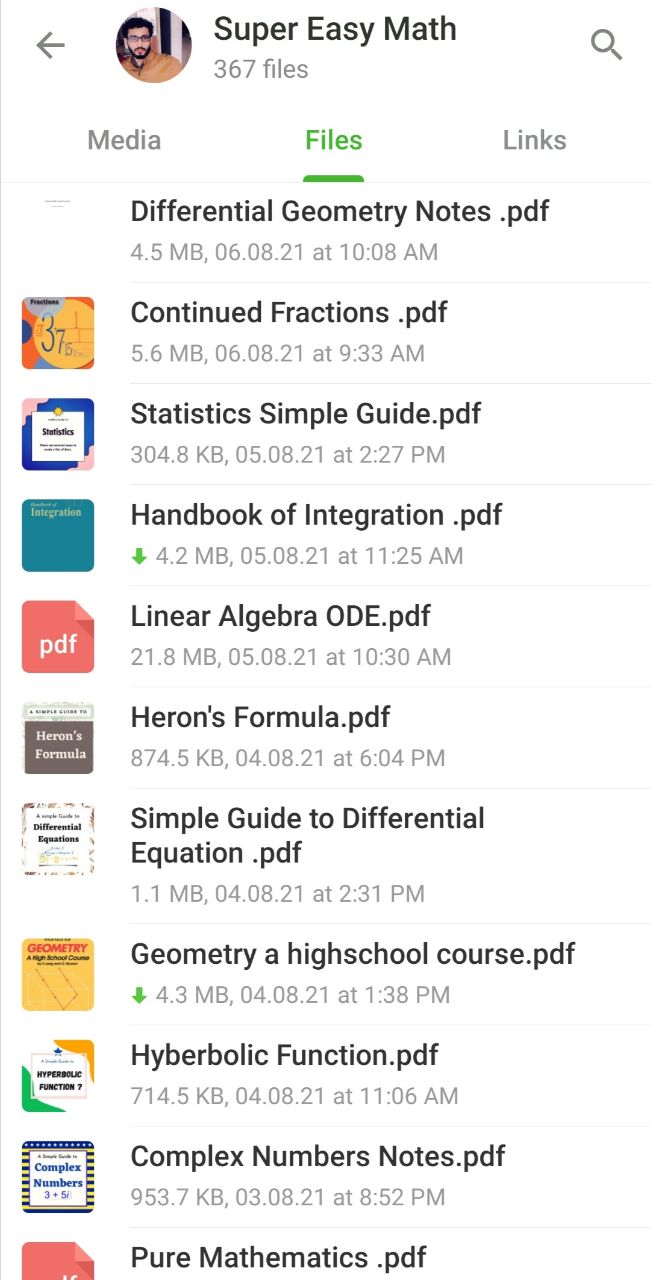 Super Easy Math
367 files
Media
Files
Links
Differential Geometry Notes .pdf
4.5 MB, 06.08.21 at 10:08 AM
Fractions
37
15
Continued Fractions .pdf
5.6 MB, 06.08.21 at 9:33 AM
Statistics
Statistics Simple Guide.pdf
304.8 KB, 05.08.21 at 2:27 PM
Handbook of
Integration
Handbook of Integration .pdf
4.2 MB, 05.08.21 at 11:25 AM
pdf
Linear Algebra ODE.pdf
21.8 MB, 05.08.21 at 10:30 AM
A SIMPLE GUIDE TO
Heron's
Formula
Heron's Formula.pdf
874.5 KB, 04.08.21 at 6:04 PM
A simple Guide to
Differential
Equations
Simple Guide to Differential
Equation .pdf
1.1 MB, 04.08.21 at 2:31 PM
GEOMETRY
A High School Course
Geometry a highschool course.pdf
4.3 MB, 04.08.21 at 1:38 PM
A Simple Guide to
HYPERBOLIC
FUNCTION ?
Hyberbolic Function.pdf
714.5 KB, 04.08.21 at 11:06 AM
A Simple Guide to
Complex
Numbers
3 + 5i
Complex Numbers Notes.pdf
953.7 KB, 03.08.21 at 8:52 PM
Pure Mathematics .pdf